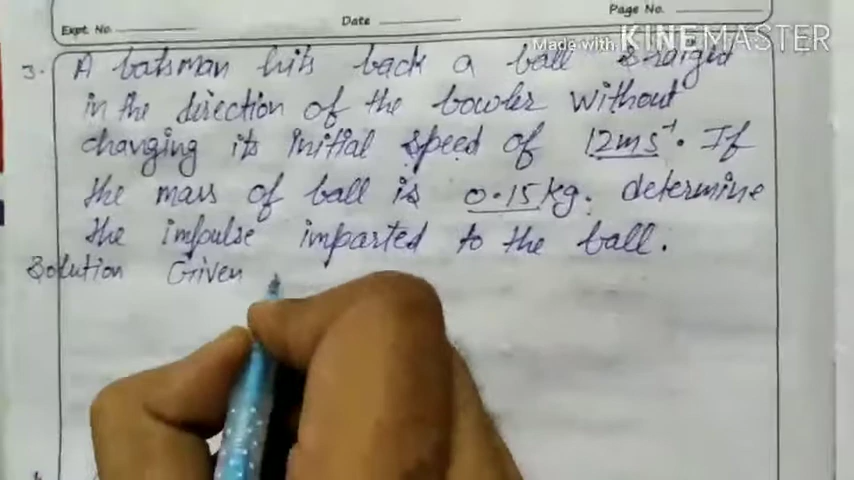 Page No.
Expt. No.
Date
Made with KINEMASTER
3. A batsman hits back a ball straight
in the direction of the bowler without
changing its initial speed of 12ms⁻¹. If
the mass of ball is 0.15kg. determine
the impulse imparted to the ball.
Solution Given